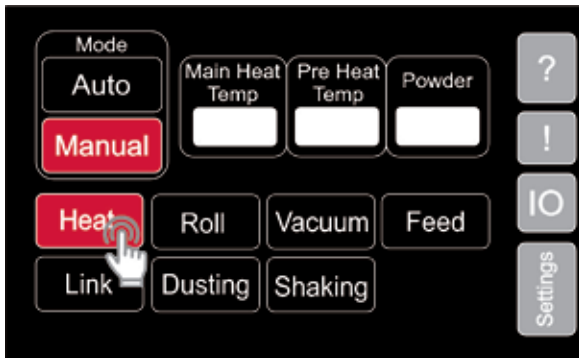 Mode
Auto
Manual
Main Heat
Temp
Pre Heat
Temp
Powder
?
!
IO
Settings
Heat
Roll
Vacuum
Feed
Link
Dusting
Shaking